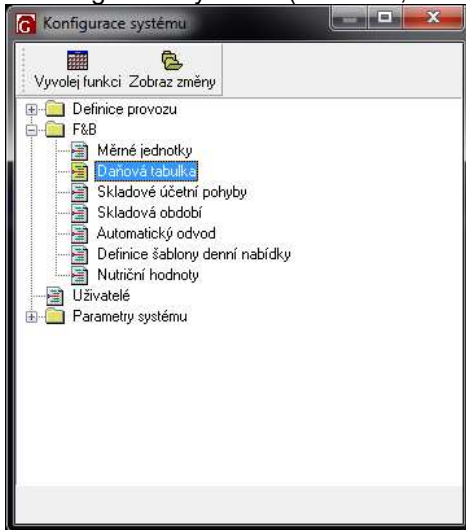 Konfigurace systému
Vyvolej funkci Zobraz změny
Definice provozu
F&B
Měrné jednotky
Daňová tabulka
Skladové účetní pohyby
Skladová období
Automatický odvod
Definice šablony denní nabídky
Nutriční hodnoty
Uživatelé
Parametry systému